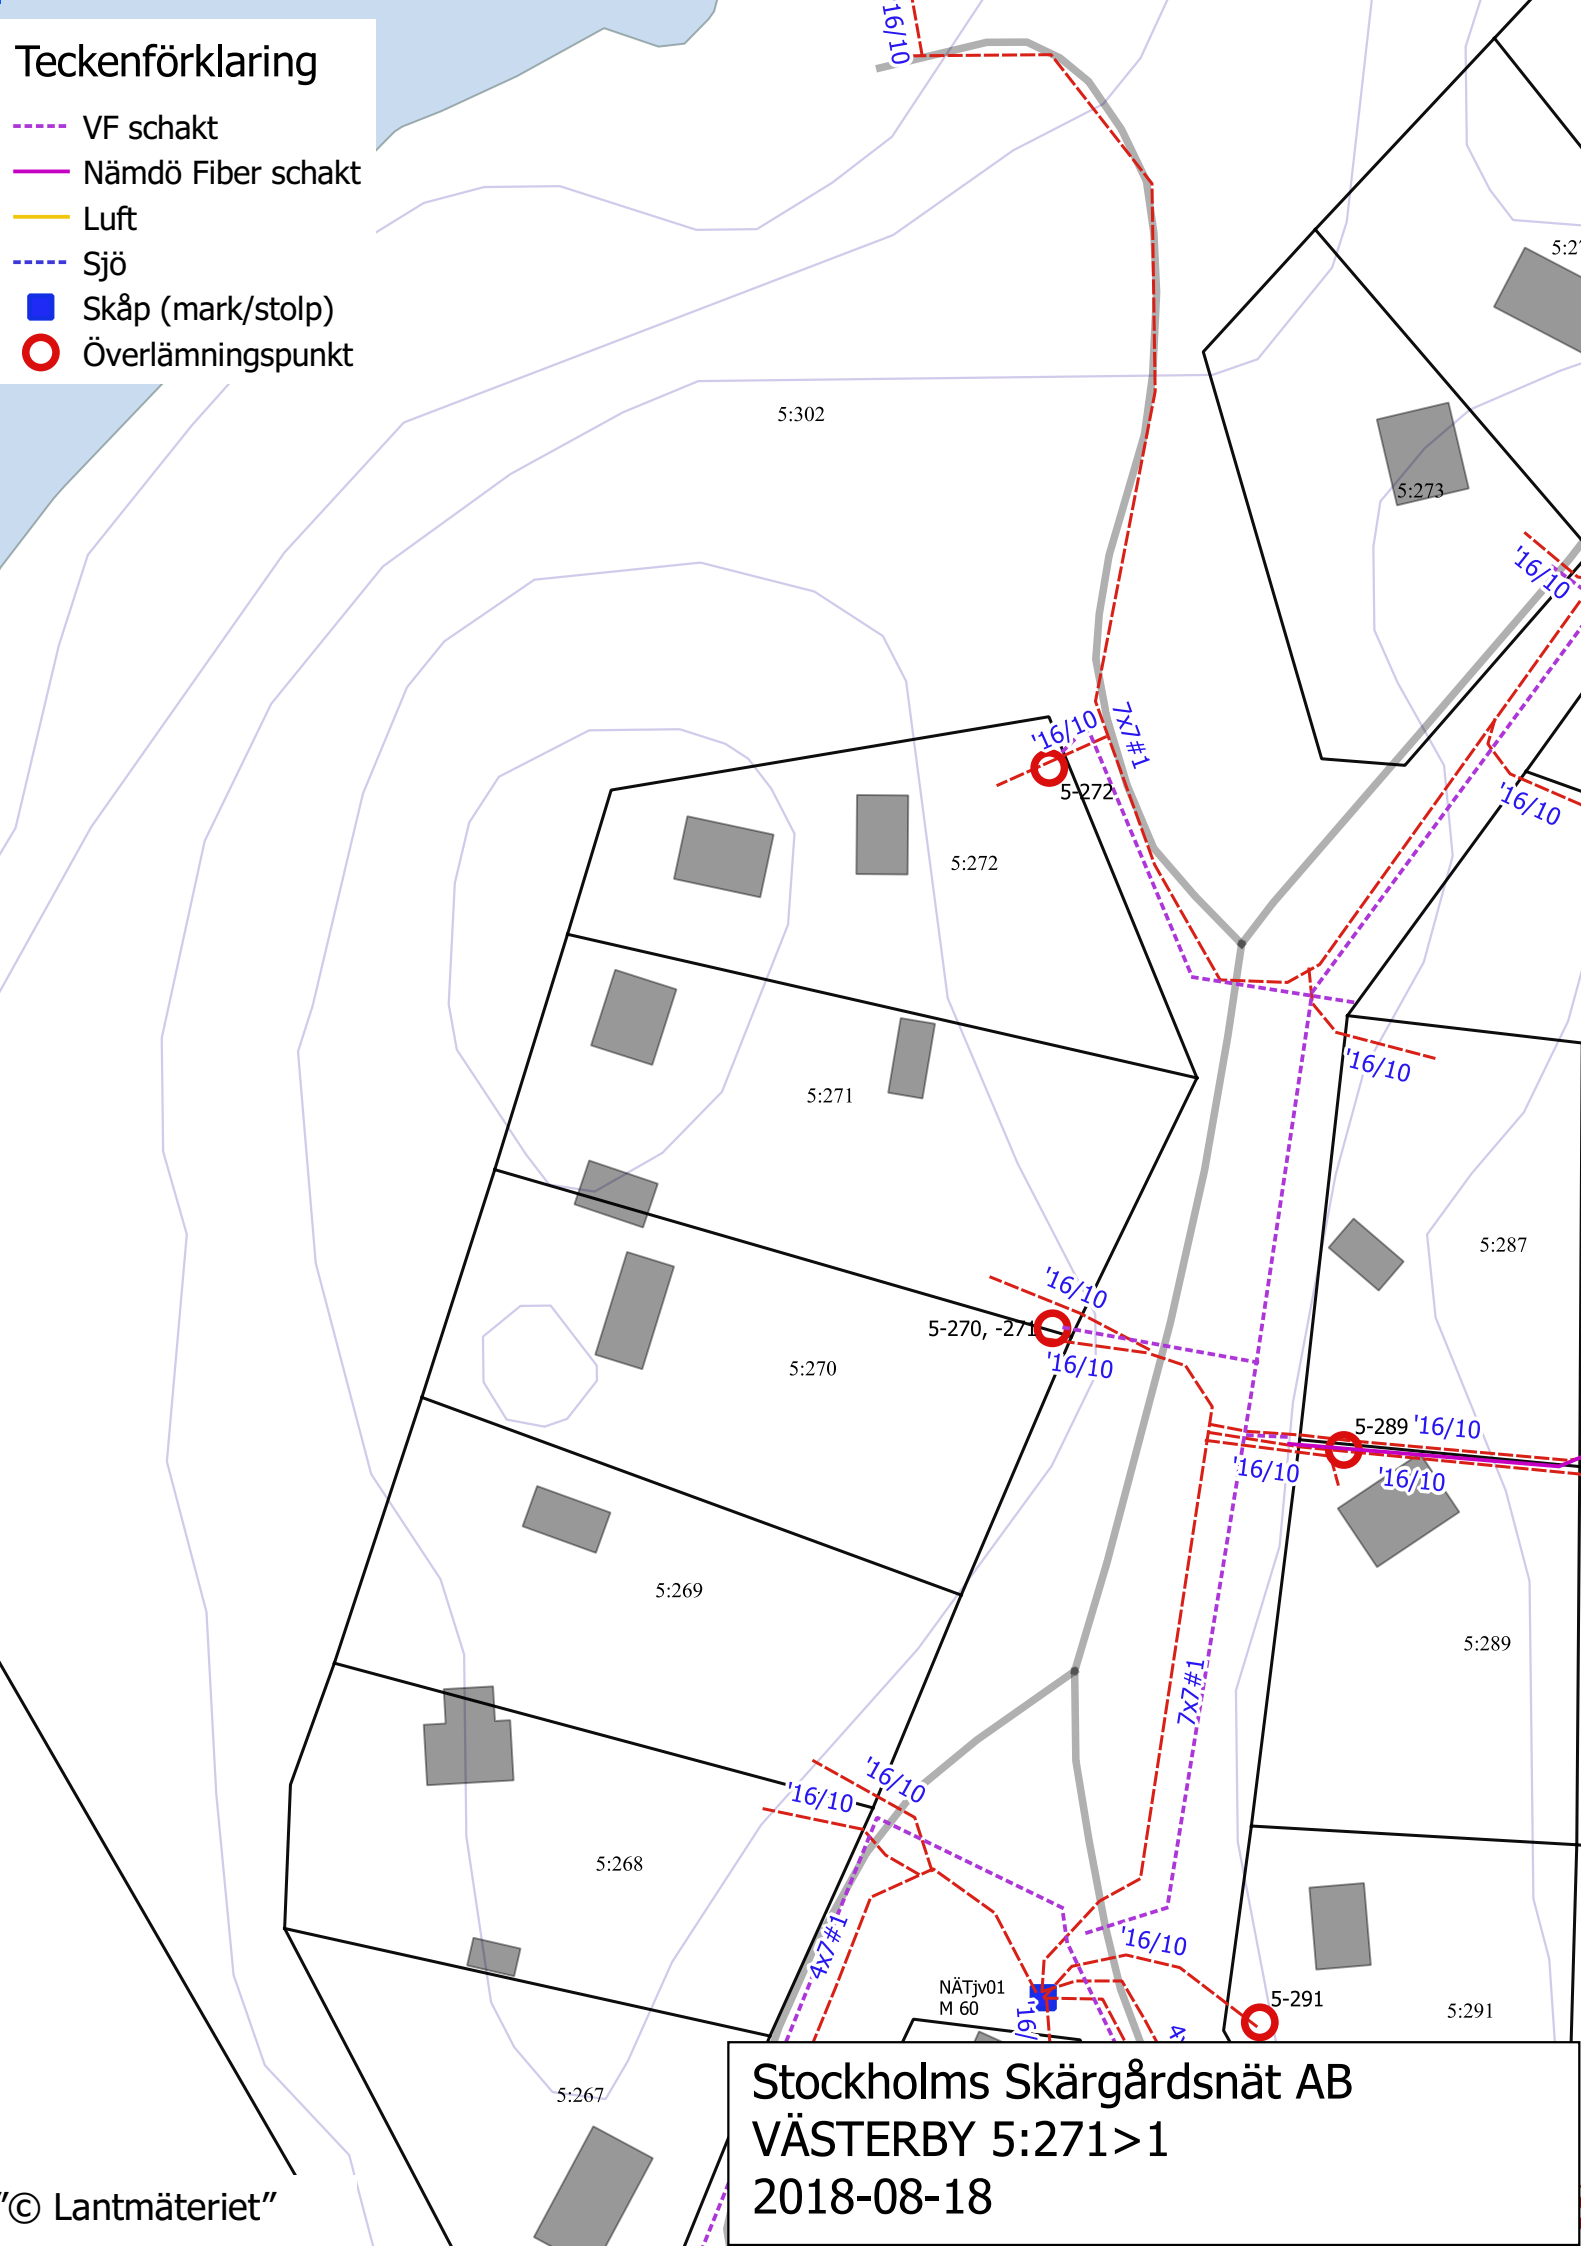 Teckenförklaring
VF schakt
Nämdö Fiber schakt
Luft
Sjö
Skåp (mark/stolp)
Överlämningspunkt
'16/10
5:302
5:273
'16/10
'16/10
7x7#1
5-272
'16/10
5:272
'16/10
5:271
5:287
'16/10
5-270, -271
'16/10
5:270
5-289
'16/10
'16/10
'16/10
5:269
5:289
7x7#1
'16/10
'16/10
5:268
4x7#1
'16/10
NÄTjv01
M 60
'16/
5-291
5:291
5:267
Stockholms Skärgårdsnät AB
VÄSTERBY 5:271>1
2018-08-18
"© Lantmäteriet"